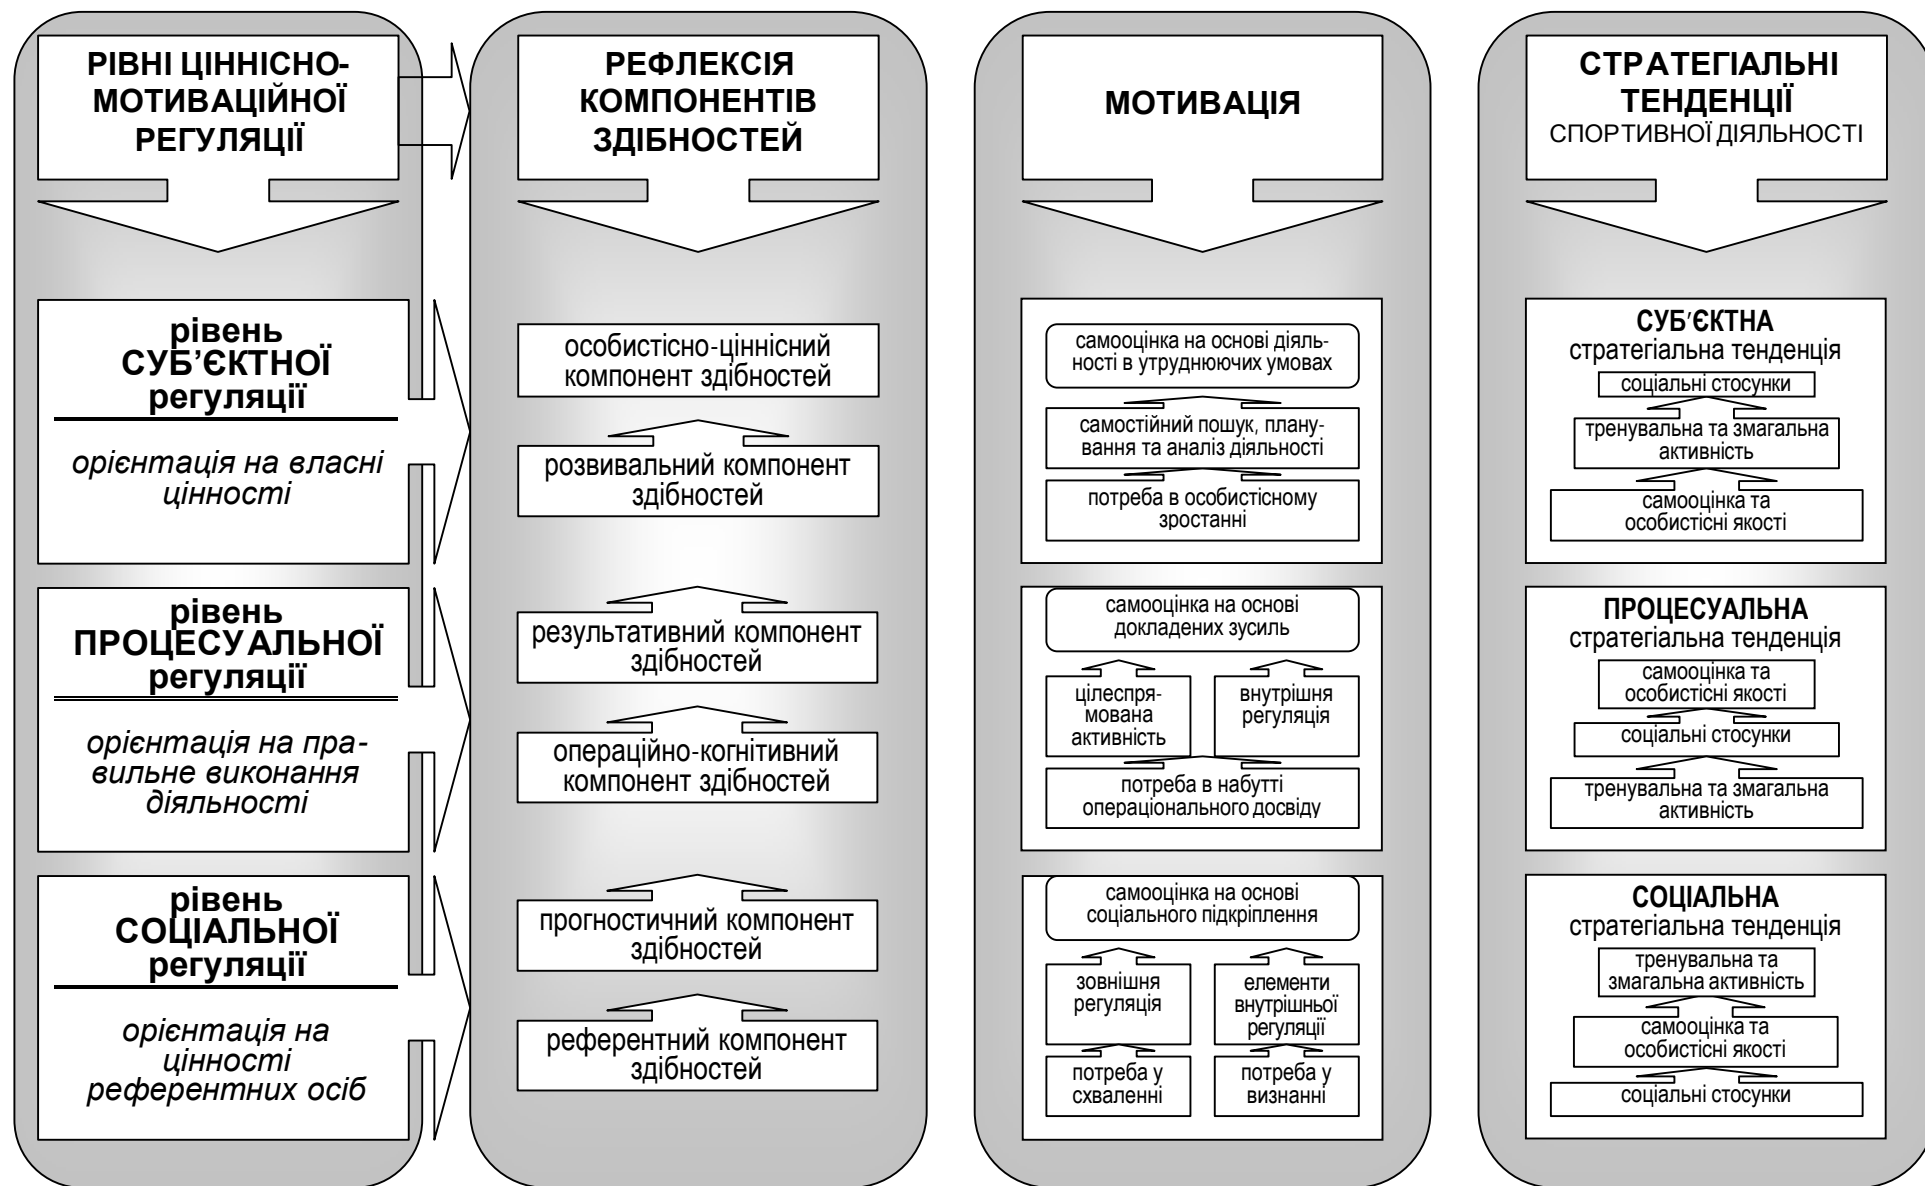 РІВНІ ЦІННІСНО-
МОТИВАЦІЙНОЇ
РЕГУЛЯЦІЇ
рівень
СУБ’ЄКТНОЇ
регуляції
орієнтація на власні
цінності
рівень
ПРОЦЕСУАЛЬНОЇ
регуляції
орієнтація на пра-
вильне виконання
діяльності
рівень
СОЦІАЛЬНОЇ
регуляції
орієнтація на
цінності
референтних осіб
РЕФЛЕКСІЯ
КОМПОНЕНТІВ
ЗДІБНОСТЕЙ
особистісно-ціннісний
компонент здібностей
розвивальний компонент
здібностей
результативний компонент
здібностей
операційно-когнітивний
компонент здібностей
прогностичний компонент
здібностей
референтний компонент
здібностей
МОТИВАЦІЯ
самооцінка на основі діяль-
ності в утруднюючих умовах
самостійний пошук, плану-
вання та аналіз діяльності
потреба в особистісному
зростанні
самооцінка на основі
докладених зусиль
цілеспря-
мована
активність
внутрішня
регуляція
потреба в набутті
операціонального досвіду
самооцінка на основі
соціального підкріплення
зовнішня
регуляція
елементи
внутрішньої
регуляції
потреба у
схваленні
потреба у
визнанні
СТРАТЕГІАЛЬНІ
ТЕНДЕНЦІЇ
СПОРТИВНОЇ ДІЯЛЬНОСТІ
СУБ′ЄКТНА
стратегіальна тенденція
соціальні стосунки
тренувальна та змагальна
активність
самооцінка та
особистісні якості
ПРОЦЕСУАЛЬНА
стратегіальна тенденція
самооцінка та
особистісні якості
соціальні стосунки
тренувальна та змагальна
активність
СОЦІАЛЬНА
стратегіальна тенденція
тренувальна та
змагальна активність
самооцінка та
особистісні якості
соціальні стосунки